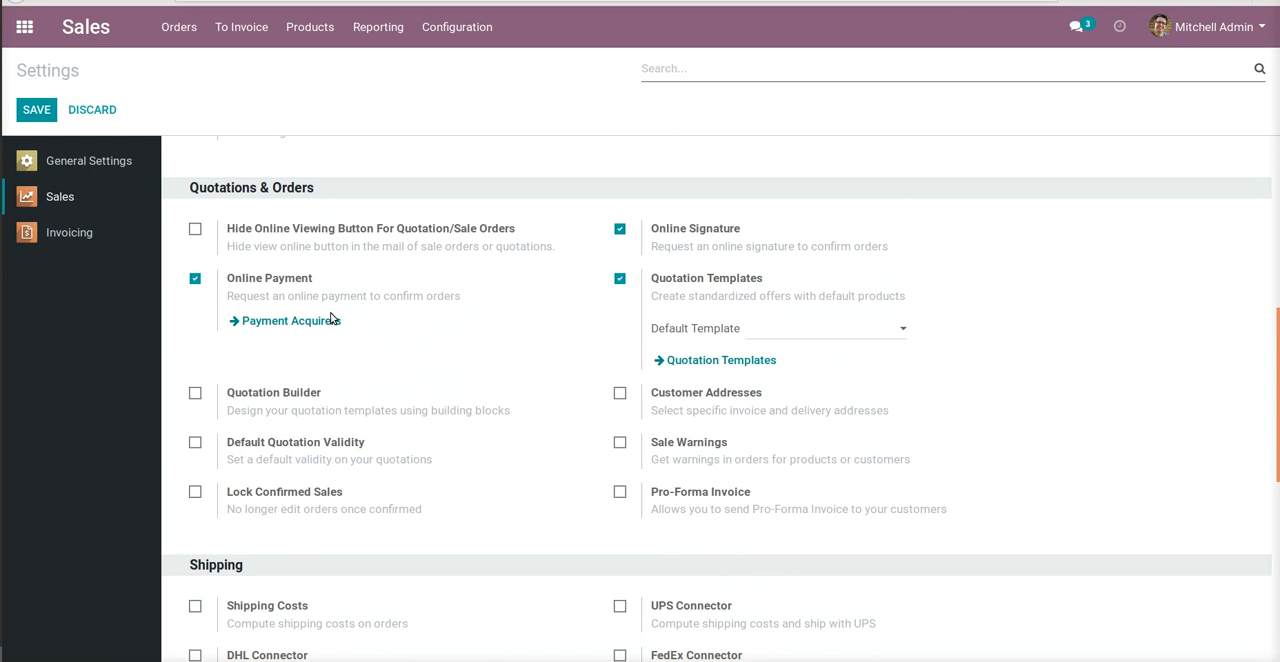 Sales
Orders
To Invoice
Products
Reporting
Configuration
3
Mitchell Admin
Settings
Search...
SAVE
DISCARD
General Settings
Sales
Invoicing
Quotations & Orders
Hide Online Viewing Button For Quotation/Sale Orders
Hide view online button in the mail of sale orders or quotations.
Online Signature
Request an online signature to confirm orders
Online Payment
Request an online payment to confirm orders
Payment Acquirers
Quotation Templates
Create standardized offers with default products
Default Template
Quotation Templates
Quotation Builder
Design your quotation templates using building blocks
Customer Addresses
Select specific invoice and delivery addresses
Default Quotation Validity
Set a default validity on your quotations
Sale Warnings
Get warnings in orders for products or customers
Lock Confirmed Sales
No longer edit orders once confirmed
Pro-Forma Invoice
Allows you to send Pro-Forma Invoice to your customers
Shipping
Shipping Costs
Compute shipping costs on orders
UPS Connector
Compute shipping costs and ship with UPS
DHL Connector
FedEx Connector